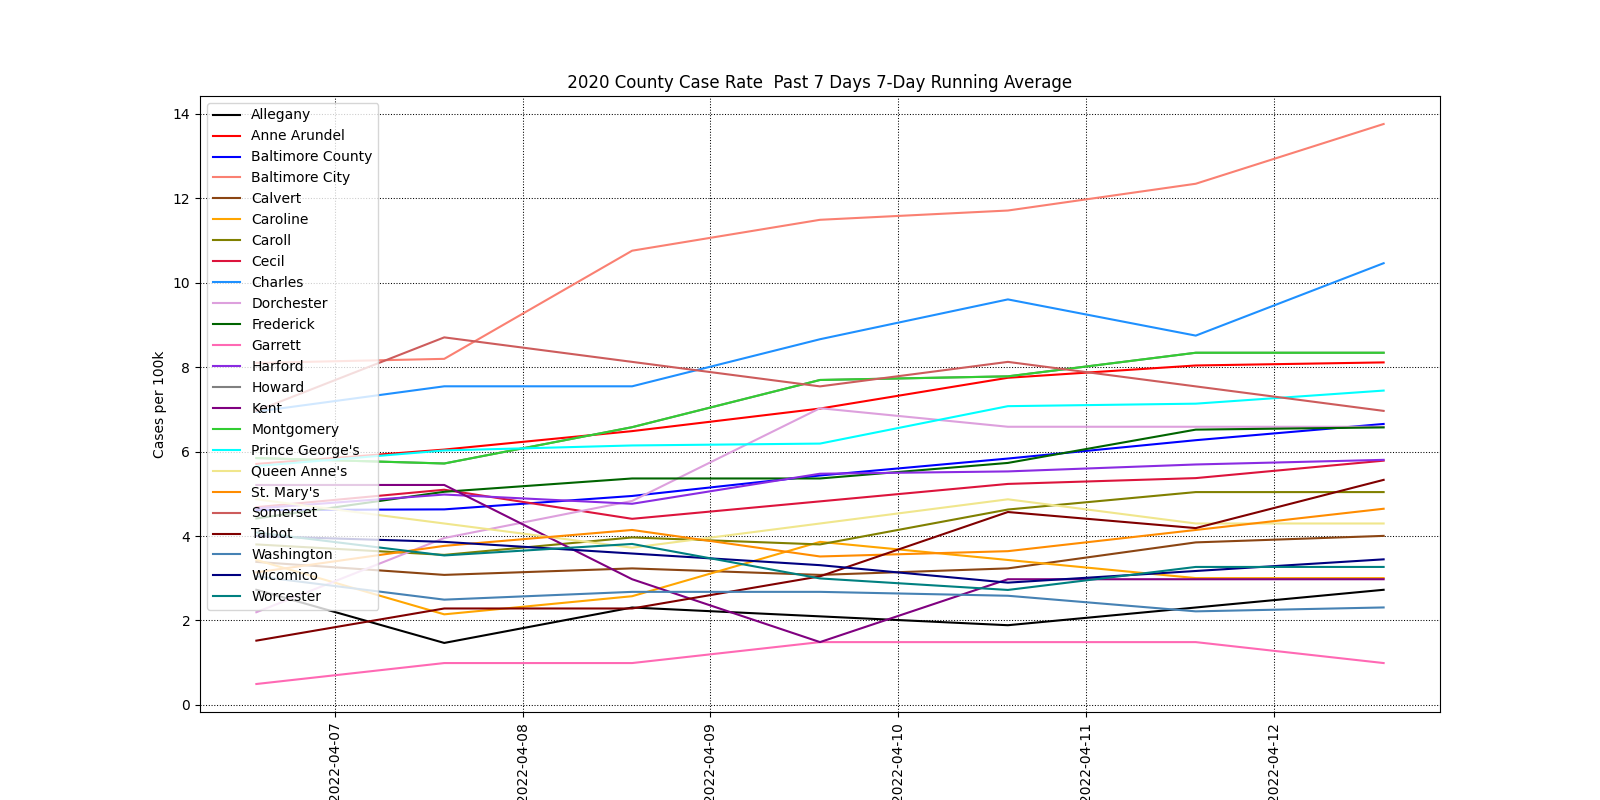 2020 County Case Rate  Past 7 Days 7-Day Running Average
Cases per 100k
14
12
10
8
6
4
2
0
Allegany
Anne Arundel
Baltimore County
Baltimore City
Calvert
Caroline
Caroll
Cecil
Charles
Dorchester
Frederick
Garrett
Harford
Howard
Kent
Montgomery
Prince George's
Queen Anne's
St. Mary's
Somerset
Talbot
Washington
Wicomico
Worcester
2022-04-07
2022-04-08
2022-04-09
2022-04-10
2022-04-11
2022-04-12